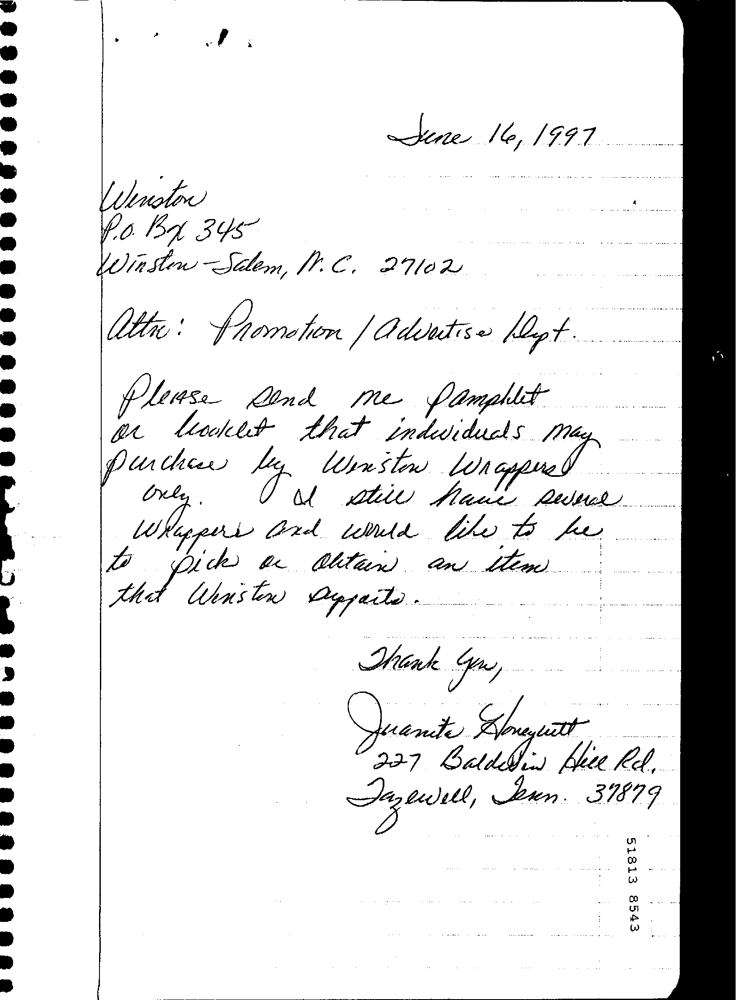 June 16, 1997
Winston
P.O. Box 345
Winston-Salem, N.C. 27102
Attn: Promotion / Advertise Dept.
Please send me pamphlet
or booklet that individuals may
purchase by Winston Wrappers
only. I still have several
wrappers and would like to be
to pick or obtain an item
that Winston supports.
Thank you,
Juanita Honeycutt
227 Baldwin Hill Rd.
Tazewell, Tenn. 37879
51813 8543